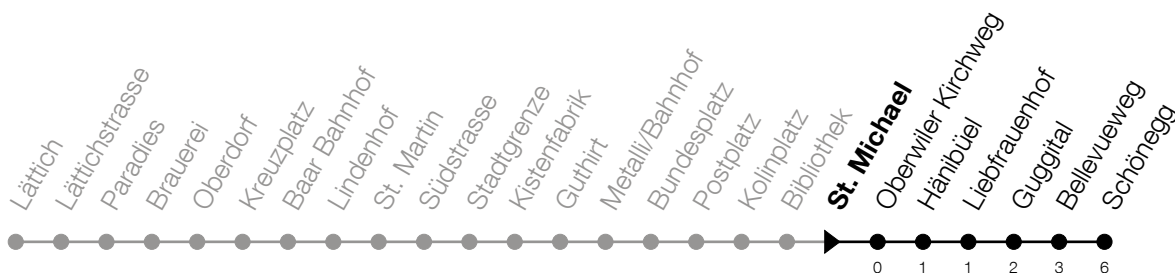 Lättich
Lättichstrasse
Paradies
Brauerei
Oberdorf
Kreuzplatz
Baar Bahnhof
Lindenhof
St. Martin
Südstrasse
Stadtgrenze
Kistenfabrik
Guthirt
Metalli/Bahnhof
Bundesplatz
Postplatz
Kolinplatz
Bibliothek
St. Michael
Oberwiler Kirchweg
Hänibüel
Liebfrauenhof
Guggital
Bellevueweg
Schönegg
0 1 1 2 3 6